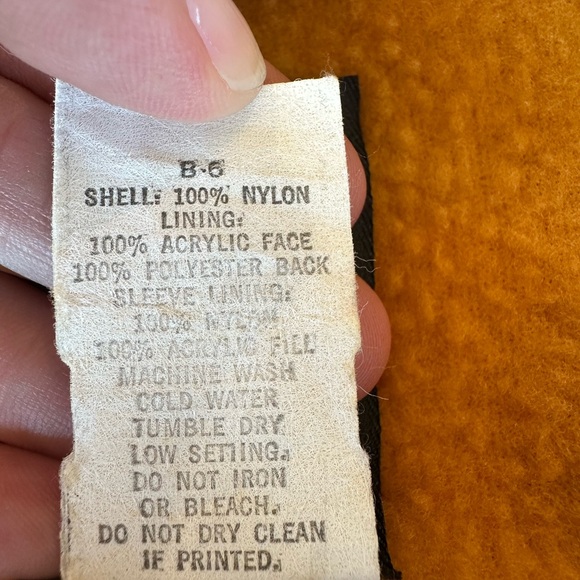 B-6
SHELL: 100% NYLON
LINING:
100% ACRYLIC FACE
100% POLYESTER BACK
SLEEVE LINING:
100% NYLON
100% ACRYLIC FILL
MACHINE WASH
COLD WATER
TUMBLE DRY
LOW SETTING.
DO NOT IRON
OR BLEACH.
DO NOT DRY CLEAN
IF PRINTED.